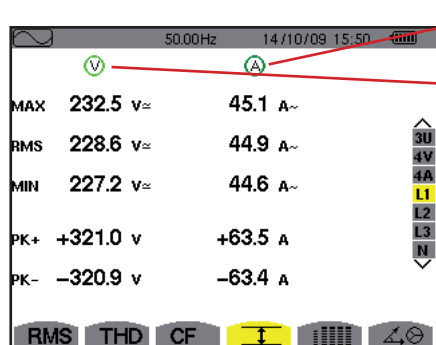 50.00Hz 14/10/09 15:50
V A
MAX 232.5 V≃ 45.1 A~
RMS 228.6 V≃ 44.9 A~
MIN 227.2 V≃ 44.6 A~
PK+ +321.0 V +63.5 A
PK- -320.9 V -63.4 A
3U
4V
4A
L1
L2
L3
N
RMS THD CF